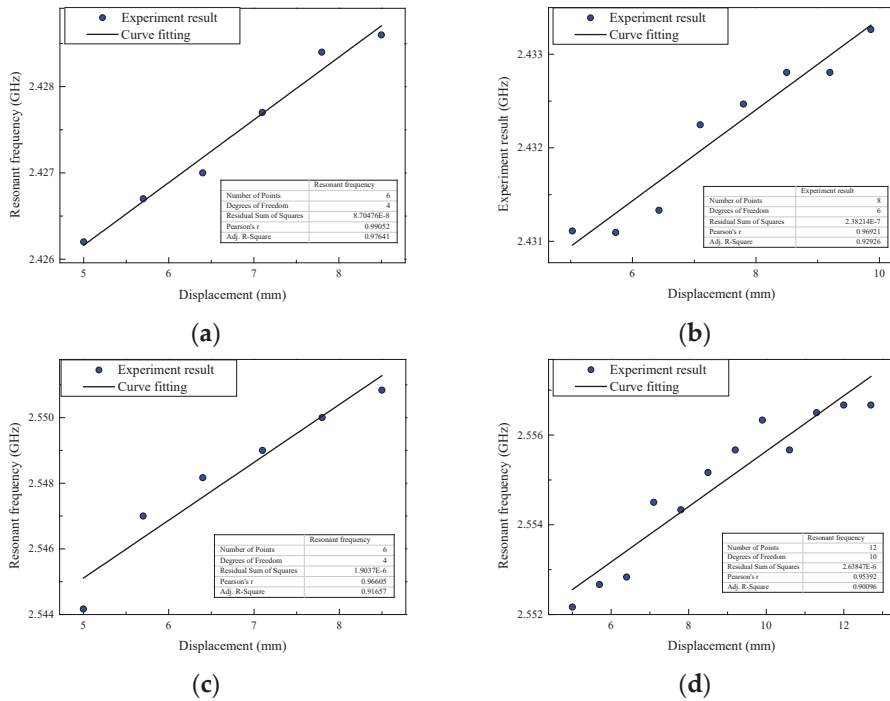 Experiment result
Curve fitting
2.428
2.427
2.426
Resonant frequency (GHz)
Resonant frequency
Number of Points 6
Degrees of Freedom 4
Residual Sum of Squares 8.70476E-8
Pearson's r 0.99052
Adj. R-Square 0.97641
5 6 7 8
Displacement (mm)
(a)
Experiment result
Curve fitting
2.433
2.432
2.431
Experiment result (GHz)
Experiment result
Number of Points 8
Degrees of Freedom 6
Residual Sum of Squares 2.38214E-7
Pearson's r 0.96921
Adj. R-Square 0.92926
6 8 10
Displacement (mm)
(b)
Experiment result
Curve fitting
2.550
2.548
2.546
2.544
Resonant frequency (GHz)
Resonant frequency
Number of Points 6
Degrees of Freedom 4
Residual Sum of Squares 1.9037E-6
Pearson's r 0.96605
Adj. R-Square 0.91657
5 6 7 8
Displacement (mm)
(c)
Experiment result
Curve fitting
2.556
2.554
2.552
Resonant frequency (GHz)
Resonant frequency
Number of Points 12
Degrees of Freedom 10
Residual Sum of Squares 2.63847E-6
Pearson's r 0.95392
Adj. R-Square 0.90096
6 8 10 12
Displacement (mm)
(d)